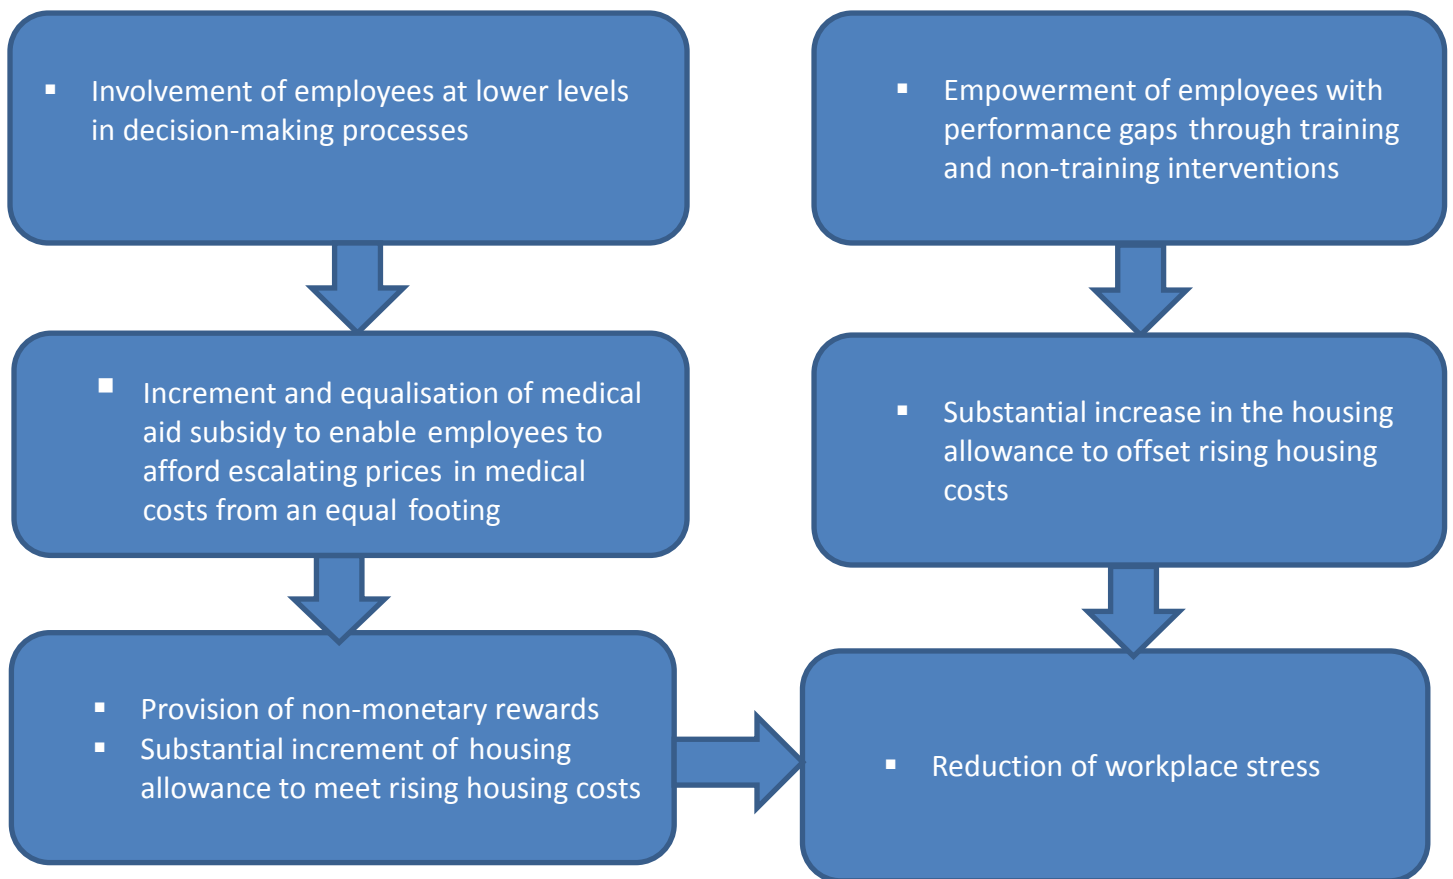 ▪ Involvement of employees at lower levels
in decision-making processes
▪ Empowerment of employees with
performance gaps through training
and non-training interventions
▪ Increment and equalisation of medical
aid subsidy to enable employees to
afford escalating prices in medical
costs from an equal footing
▪ Substantial increase in the housing
allowance to offset rising housing
costs
▪ Provision of non-monetary rewards
▪ Substantial increment of housing
allowance to meet rising housing costs
▪ Reduction of workplace stress